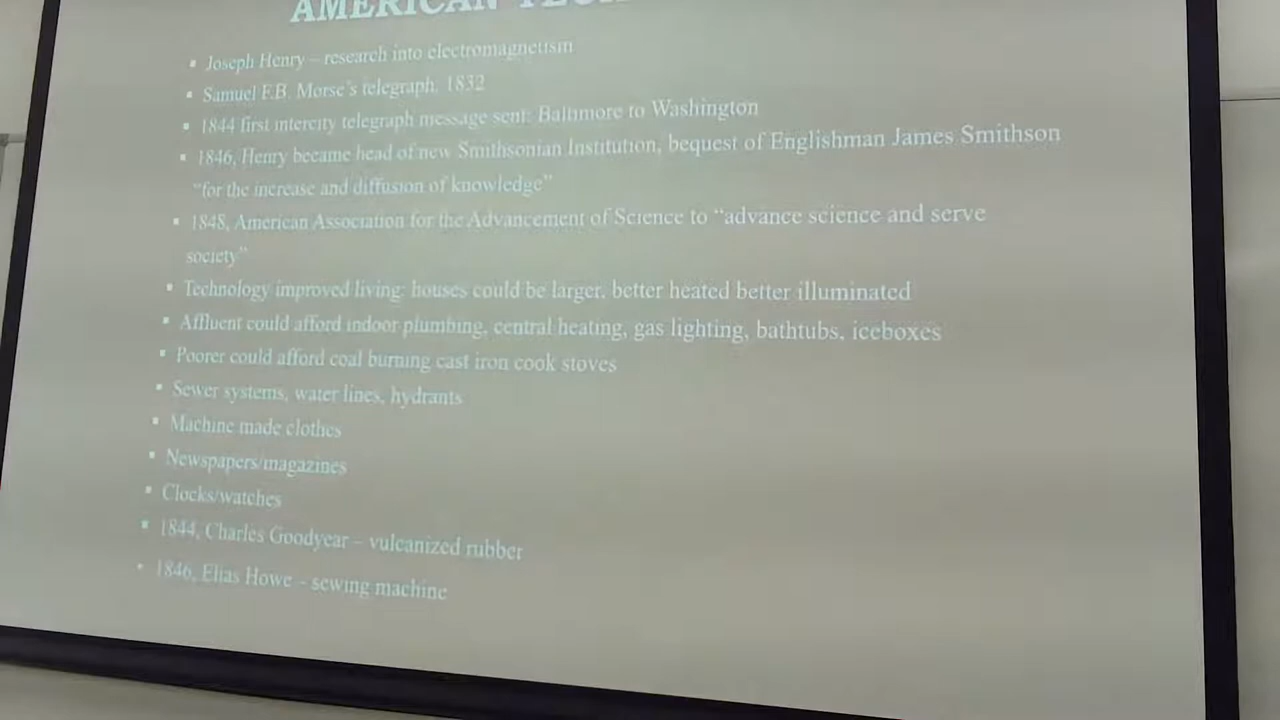 AMERICAN
▪ Joseph Henry – research into electromagnetism
▪ Samuel F.B. Morse's telegraph, 1832
▪ 1844 first intercity telegraph message sent: Baltimore to Washington
▪ 1846, Henry became head of new Smithsonian Institution, bequest of Englishman James Smithson
"for the increase and diffusion of knowledge"
▪ 1848, American Association for the Advancement of Science to "advance science and serve
society"
▪ Technology improved living: houses could be larger, better heated better illuminated
▪ Affluent could afford indoor plumbing, central heating, gas lighting, bathtubs, iceboxes
▪ Poorer could afford coal burning cast iron cook stoves
▪ Sewer systems, water lines, hydrants
▪ Machine made clothes
▪ Newspapers/magazines
▪ Clocks/watches
▪ 1844, Charles Goodyear – vulcanized rubber
▪ 1846, Elias Howe - sewing machine